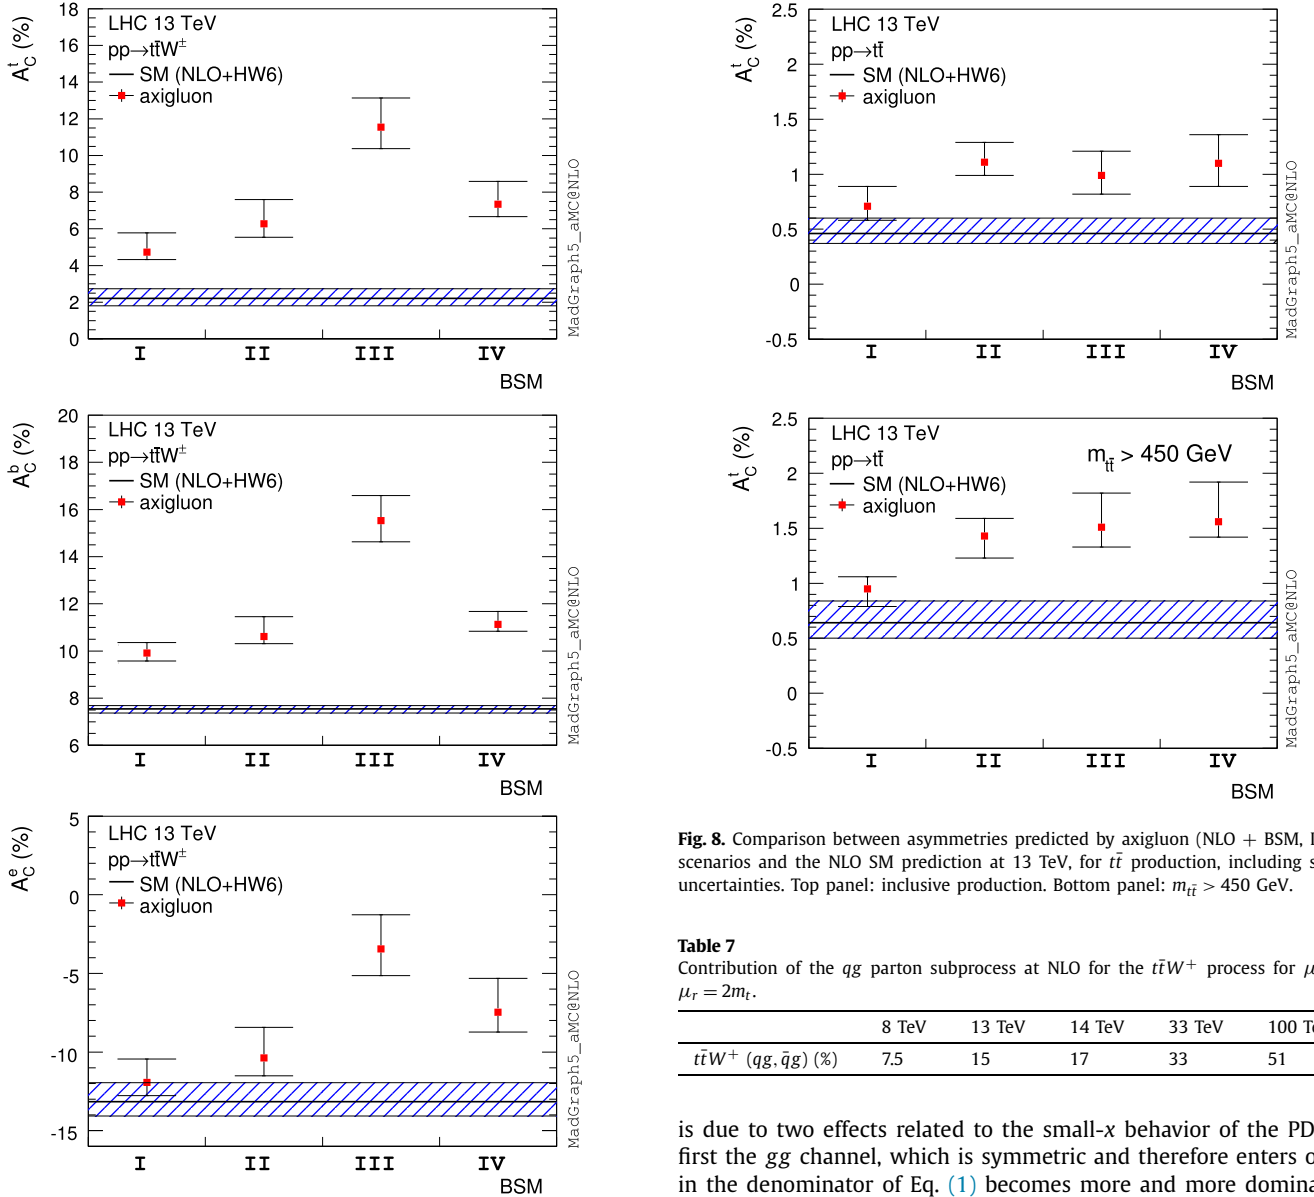 18
16
14
12
10
8
6
4
2
0
A_C^t (%)
LHC 13 TeV
pp→tt̄W±
SM (NLO+HW6)
axigluon
MadGraph5_aMC@NLO
I II III IV
BSM
20
18
16
14
12
10
8
6
A_C^b (%)
LHC 13 TeV
pp→tt̄W±
SM (NLO+HW6)
axigluon
MadGraph5_aMC@NLO
I II III IV
BSM
5
0
-5
-10
-15
A_C^e (%)
LHC 13 TeV
pp→tt̄W±
SM (NLO+HW6)
axigluon
MadGraph5_aMC@NLO
I II III IV
BSM
2.5
2
1.5
1
0.5
0
-0.5
A_C^t (%)
LHC 13 TeV
pp→tt̄
SM (NLO+HW6)
axigluon
MadGraph5_aMC@NLO
I II III IV
BSM
2.5
2
1.5
1
0.5
0
-0.5
A_C^t (%)
LHC 13 TeV
pp→tt̄
SM (NLO+HW6)
axigluon
m_tt̄ > 450 GeV
MadGraph5_aMC@NLO
I II III IV
BSM
Fig. 8. Comparison between asymmetries predicted by axigluon (NLO + BSM,
scenarios and the NLO SM prediction at 13 TeV, for tt̄ production, including
uncertainties. Top panel: inclusive production. Bottom panel: m_tt̄ > 450 GeV.
Table 7
Contribution of the qg parton subprocess at NLO for the tt̄W+ process for
μr = 2mt.
8 TeV 13 TeV 14 TeV 33 TeV 100
tt̄W+ (qg, q̄g) (%) 7.5 15 17 33 51
is due to two effects related to the small-x behavior of the
first the gg channel, which is symmetric and therefore enters
in the denominator of Eq. (1) becomes more and more